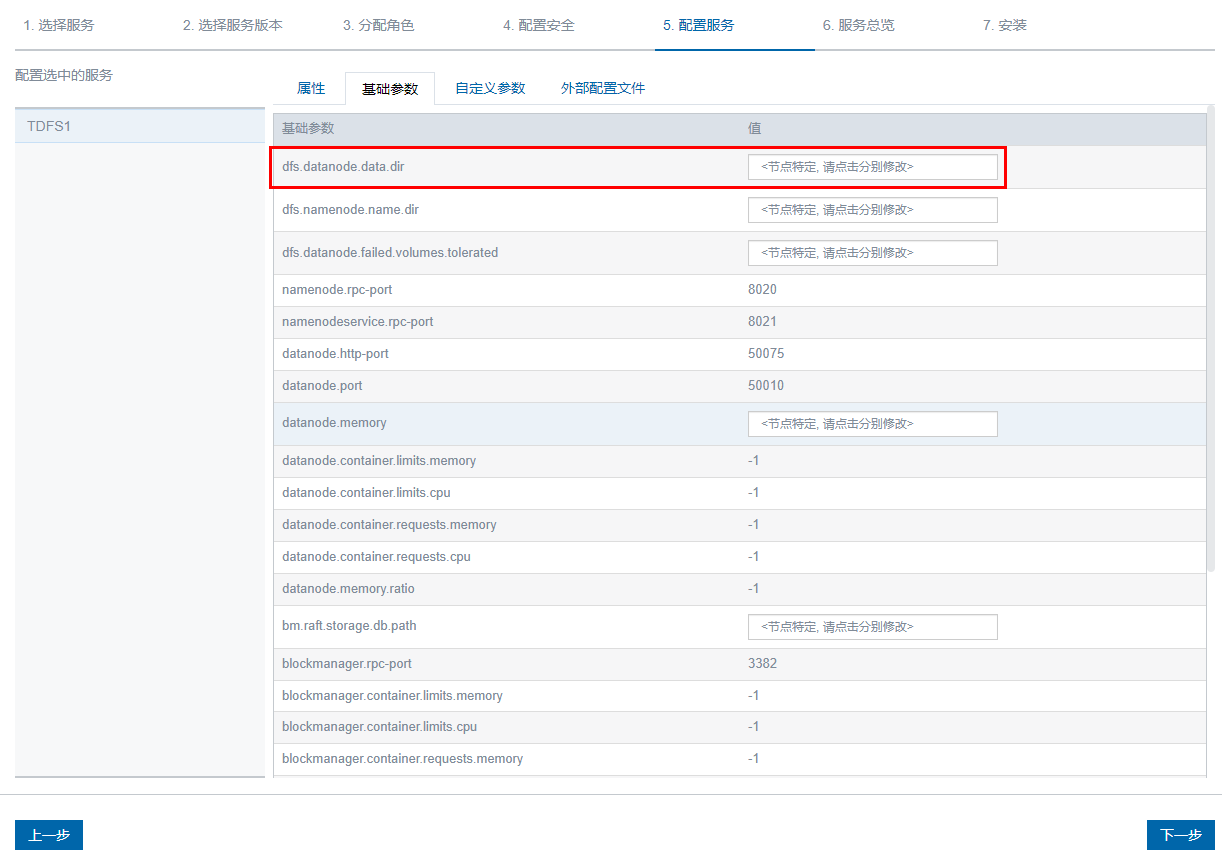 1. 选择服务 2. 选择服务版本 3. 分配角色 4. 配置安全 5. 配置服务 6. 服务总览 7. 安装
配置选中的服务
属性 基础参数 自定义参数 外部配置文件
TDFS1
基础参数 值
dfs.datanode.data.dir <节点特定, 请点击分别修改>
dfs.namenode.name.dir <节点特定, 请点击分别修改>
dfs.datanode.failed.volumes.tolerated <节点特定, 请点击分别修改>
namenode.rpc-port 8020
namenodeservice.rpc-port 8021
datanode.http-port 50075
datanode.port 50010
datanode.memory <节点特定, 请点击分别修改>
datanode.container.limits.memory -1
datanode.container.limits.cpu -1
datanode.container.requests.memory -1
datanode.container.requests.cpu -1
datanode.memory.ratio -1
bm.raft.storage.db.path <节点特定, 请点击分别修改>
blockmanager.rpc-port 3382
blockmanager.container.limits.memory -1
blockmanager.container.limits.cpu -1
blockmanager.container.requests.memory -1
上一步 下一步